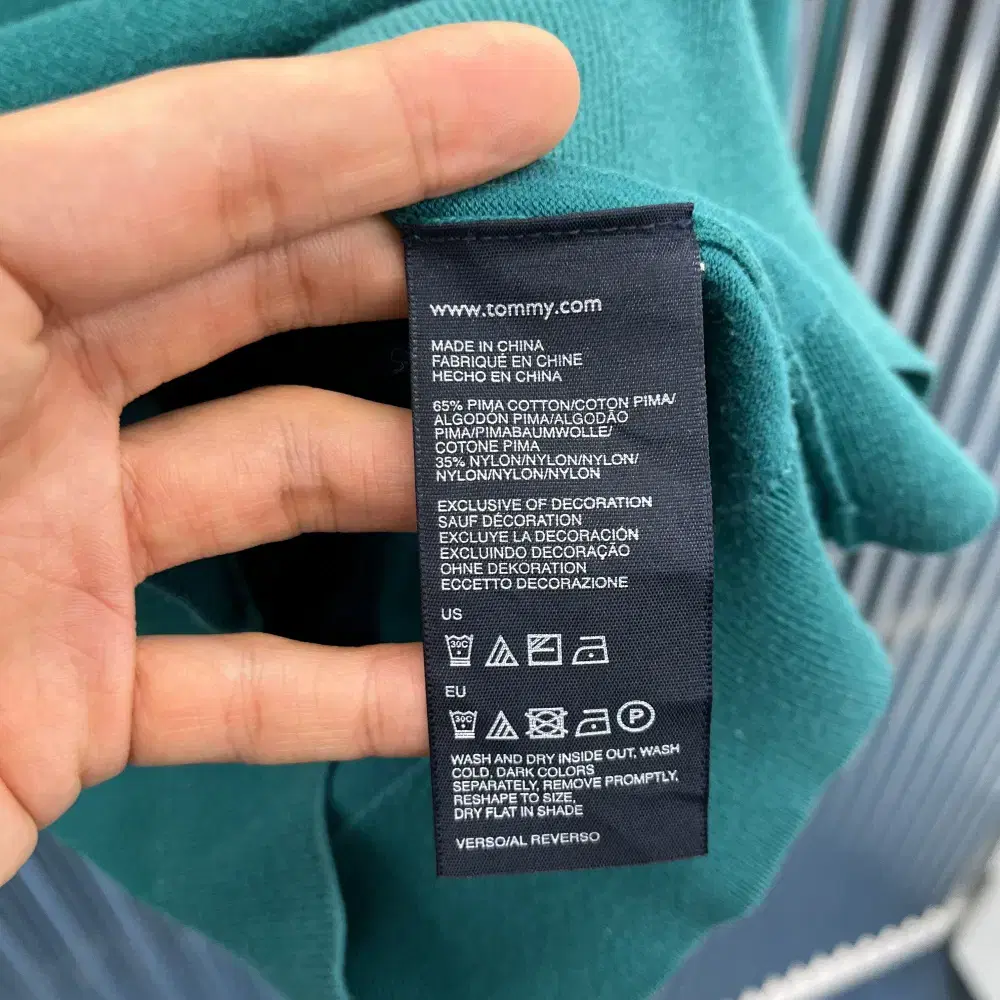 www.tommy.com
MADE IN CHINA
FABRIQUÉ EN CHINE
HECHO EN CHINA
65% PIMA COTTON/COTON PIMA/
ALGODÓN PIMA/ALGODÃO
PIMA/PIMABAUMWOLLE/
COTONE PIMA
35% NYLON/NYLON/NYLON/
NYLON/NYLON/NYLON
EXCLUSIVE OF DECORATION
SAUF DÉCORATION
EXCLUYE LA DECORACIÓN
EXCLUINDO DECORAÇÃO
OHNE DEKORATION
ECCETTO DECORAZIONE
US
30C
EU
30C P
WASH AND DRY INSIDE OUT, WASH
COLD, DARK COLORS
SEPARATELY, REMOVE PROMPTLY,
RESHAPE TO SIZE,
DRY FLAT IN SHADE
VERSO/AL REVERSO